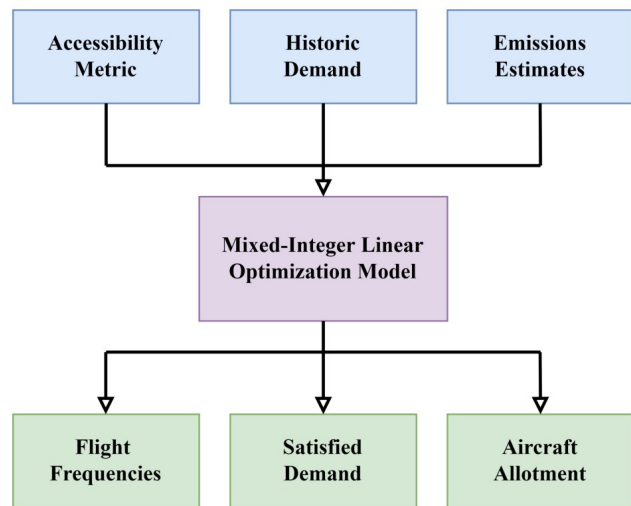 Accessibility
Metric
Historic
Demand
Emissions
Estimates
Mixed-Integer Linear
Optimization Model
Flight
Frequencies
Satisfied
Demand
Aircraft
Allotment